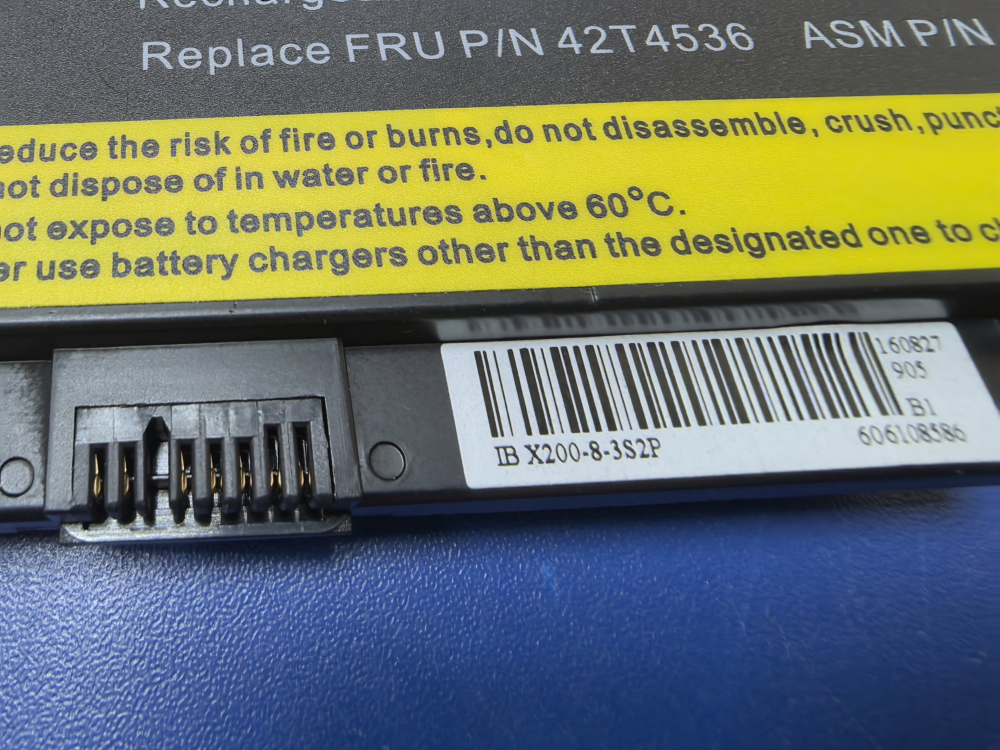 Replace FRU P/N 42T4536 ASM P/N
educe the risk of fire or burns,do not disassemble, crush,punct
not dispose of in water or fire.
not expose to temperatures above 60°C.
er use battery chargers other than the designated one to c
160827
905
B1
IB X200-8-3S2P
606108586